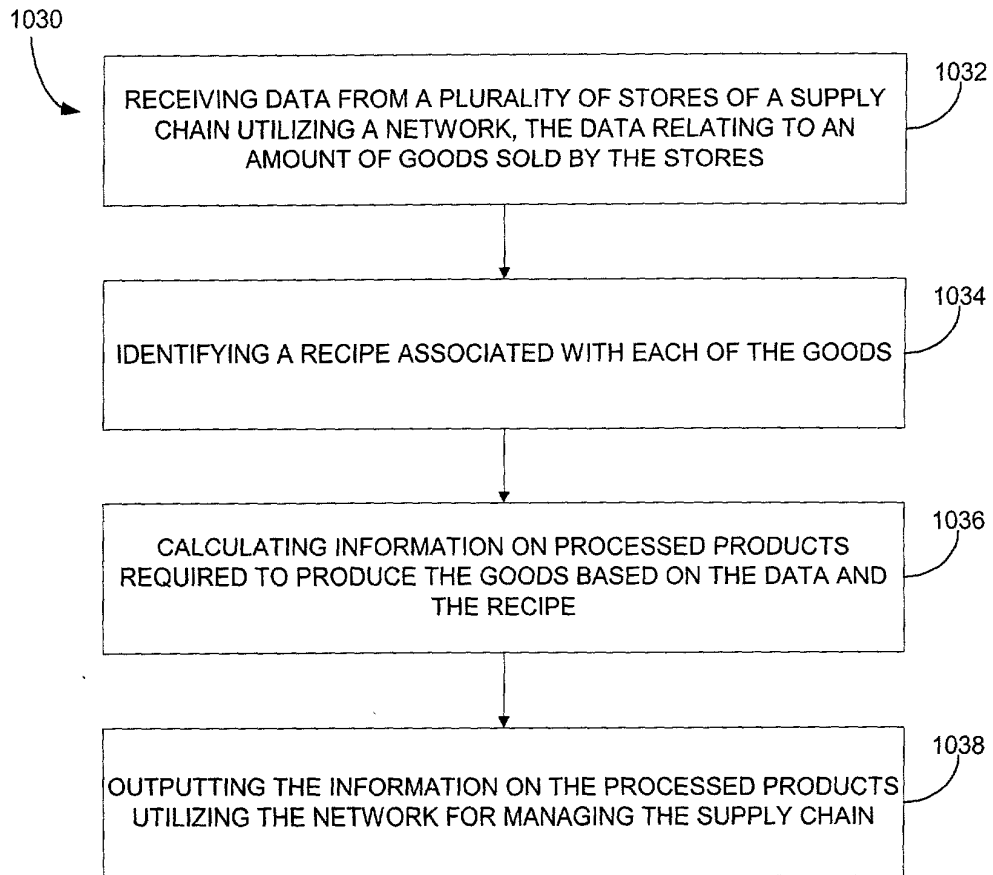 1030
RECEIVING DATA FROM A PLURALITY OF STORES OF A SUPPLY
CHAIN UTILIZING A NETWORK, THE DATA RELATING TO AN
AMOUNT OF GOODS SOLD BY THE STORES
1032
IDENTIFYING A RECIPE ASSOCIATED WITH EACH OF THE GOODS
1034
CALCULATING INFORMATION ON PROCESSED PRODUCTS
REQUIRED TO PRODUCE THE GOODS BASED ON THE DATA AND
THE RECIPE
1036
OUTPUTTING THE INFORMATION ON THE PROCESSED PRODUCTS
UTILIZING THE NETWORK FOR MANAGING THE SUPPLY CHAIN
1038